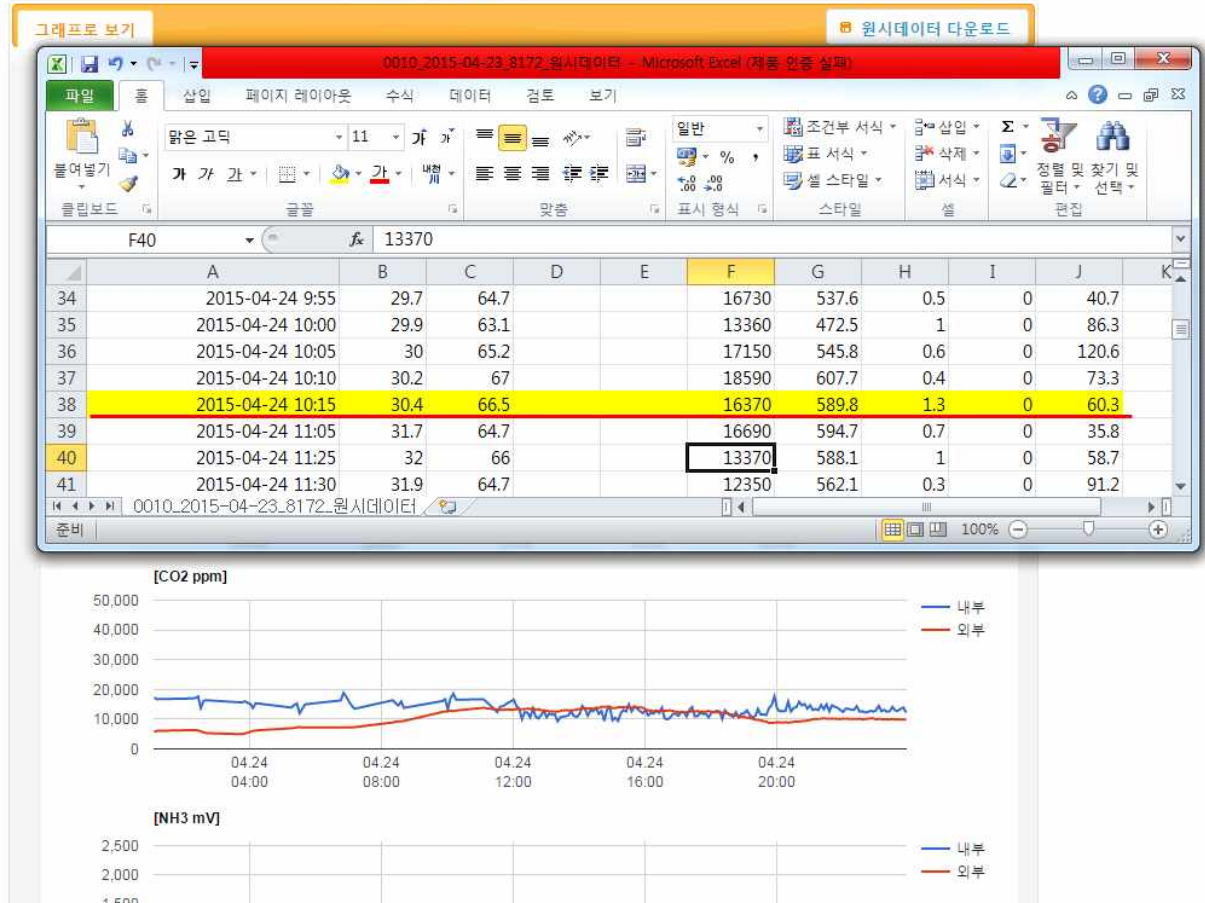 그래프로 보기
원시데이터 다운로드
0010_2015-04-23_8172_원시데이터 - Microsoft Excel (제품 인증 실패)
파일 홈 삽입 페이지 레이아웃 수식 데이터 검토 보기
붙여넣기
맑은 고딕 11 가 가
가 가 가 가 내천 川
일반
% ,
조건부 서식
표 서식
셀 스타일
삽입
삭제
서식
Σ
정렬 및 필터
찾기 및 선택
클립보드 글꼴 맞춤 표시 형식 스타일 셀 편집
F40 fx 13370
A B C D E F G H I J K
34 2015-04-24 9:55 29.7 64.7 16730 537.6 0.5 0 40.7
35 2015-04-24 10:00 29.9 63.1 13360 472.5 1 0 86.3
36 2015-04-24 10:05 30 65.2 17150 545.8 0.6 0 120.6
37 2015-04-24 10:10 30.2 67 18590 607.7 0.4 0 73.3
38 2015-04-24 10:15 30.4 66.5 16370 589.8 1.3 0 60.3
39 2015-04-24 11:05 31.7 64.7 16690 594.7 0.7 0 35.8
40 2015-04-24 11:25 32 66 13370 588.1 1 0 58.7
41 2015-04-24 11:30 31.9 64.7 12350 562.1 0.3 0 91.2
0010_2015-04-23_8172_원시데이터
준비 100%
[CO2 ppm]
50,000
40,000
30,000
20,000
10,000
0
내부
외부
04.24 04.24 04.24 04.24 04.24
04:00 08:00 12:00 16:00 20:00
[NH3 mV]
2,500
2,000
1,500
내부
외부